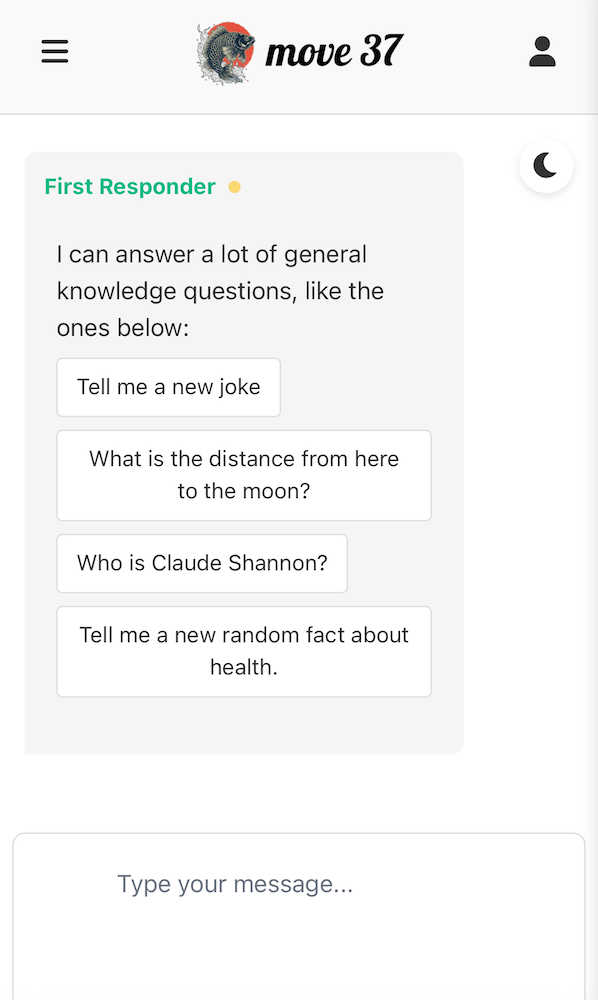 move 37
First Responder
I can answer a lot of general
knowledge questions, like the
ones below:
Tell me a new joke
What is the distance from here
to the moon?
Who is Claude Shannon?
Tell me a new random fact about
health.
Type your message...